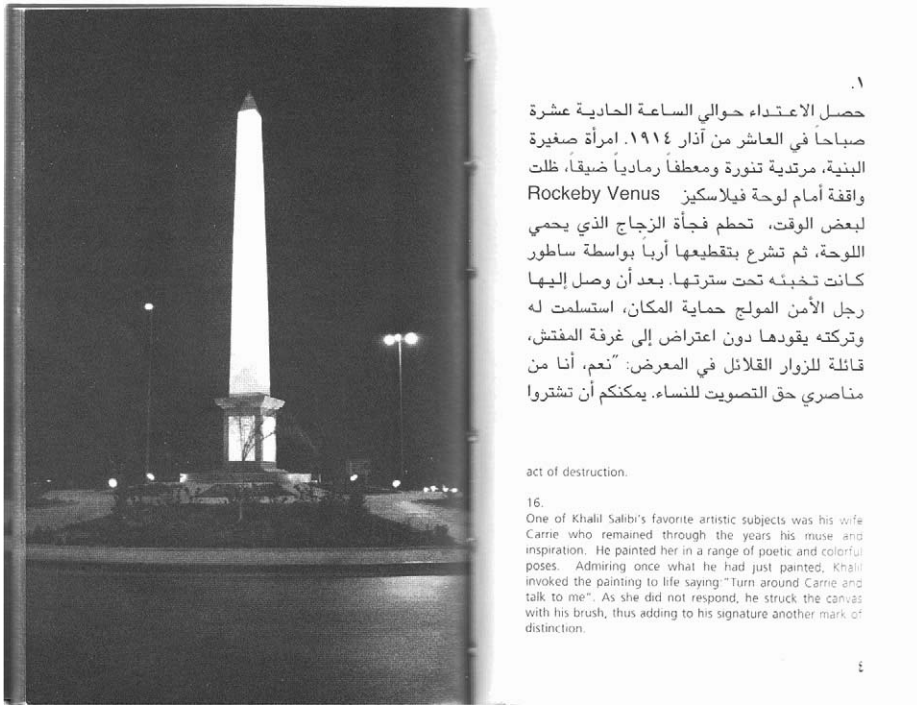 ١.
حصل الاعتداء حوالي الساعة الحادية عشرة
صباحاً في العاشر من آذار ١٩١٤. امرأة صغيرة
البنية، مرتدية تنورة ومعطفاً رمادياً ضيقاً، ظلت
واقفة أمام لوحة فيلاسكيز Rockeby Venus
لبعض الوقت، تحطم فجأة الزجاج الذي يحمي
اللوحة، ثم تشرع بتقطيعها أرباً بواسطة ساطور
كانت تخبئه تحت سترتها. بعد أن وصل إليها
رجل الأمن المولج حماية المكان، استسلمت له
وتركته يقودها دون اعتراض إلى غرفة المفتش،
قائلة للزوار القلائل في المعرض: "نعم، أنا من
مناصري حق التصويت للنساء. يمكنكم أن تشتروا
act of destruction.
16.
One of Khalil Salibi's favorite artistic subjects was his wife
Carrie who remained through the years his muse and
inspiration. He painted her in a range of poetic and colorful
poses. Admiring once what he had just painted, Khalil
invoked the painting to life saying:"Turn around Carrie and
talk to me". As she did not respond, he struck the canvas
with his brush, thus adding to his signature another mark of
distinction.
٤